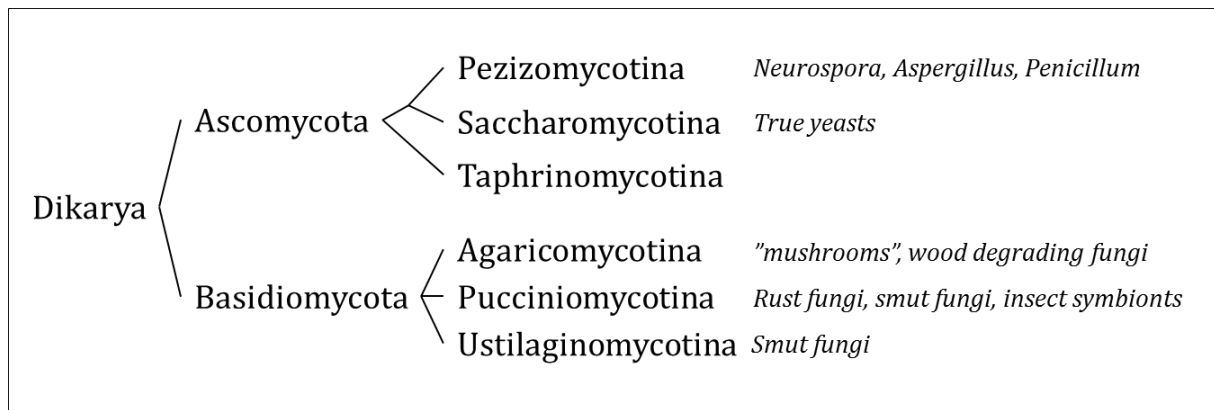 Pezizomycotina Neurospora, Aspergillus, Penicillum
Ascomycota Saccharomycotina True yeasts
Taphrinomycotina
Dikarya
Agaricomycotina ”mushrooms”, wood degrading fungi
Basidiomycota Pucciniomycotina Rust fungi, smut fungi, insect symbionts
Ustilaginomycotina Smut fungi